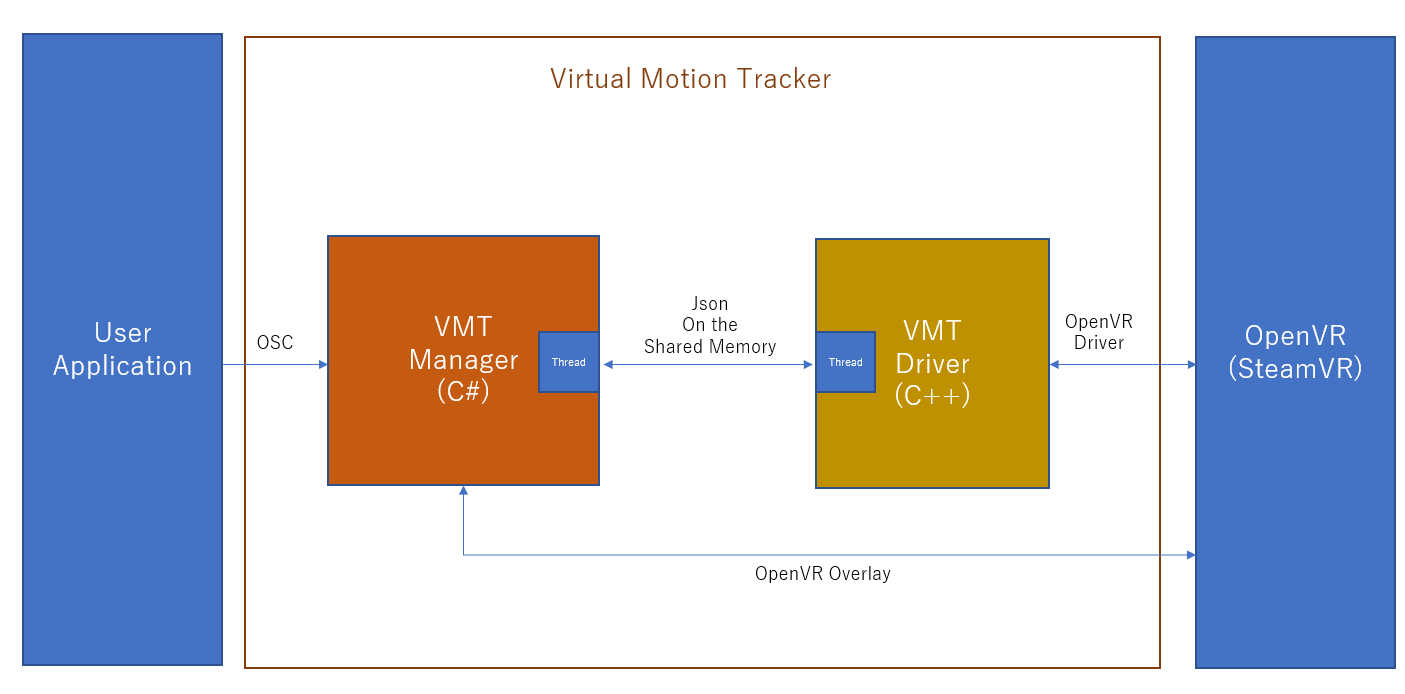 Virtual Motion Tracker
User
Application
OSC
VMT
Manager
(C#)
Thread
Json
On the
Shared Memory
Thread
VMT
Driver
(C++)
OpenVR
Driver
OpenVR
(SteamVR)
OpenVR Overlay